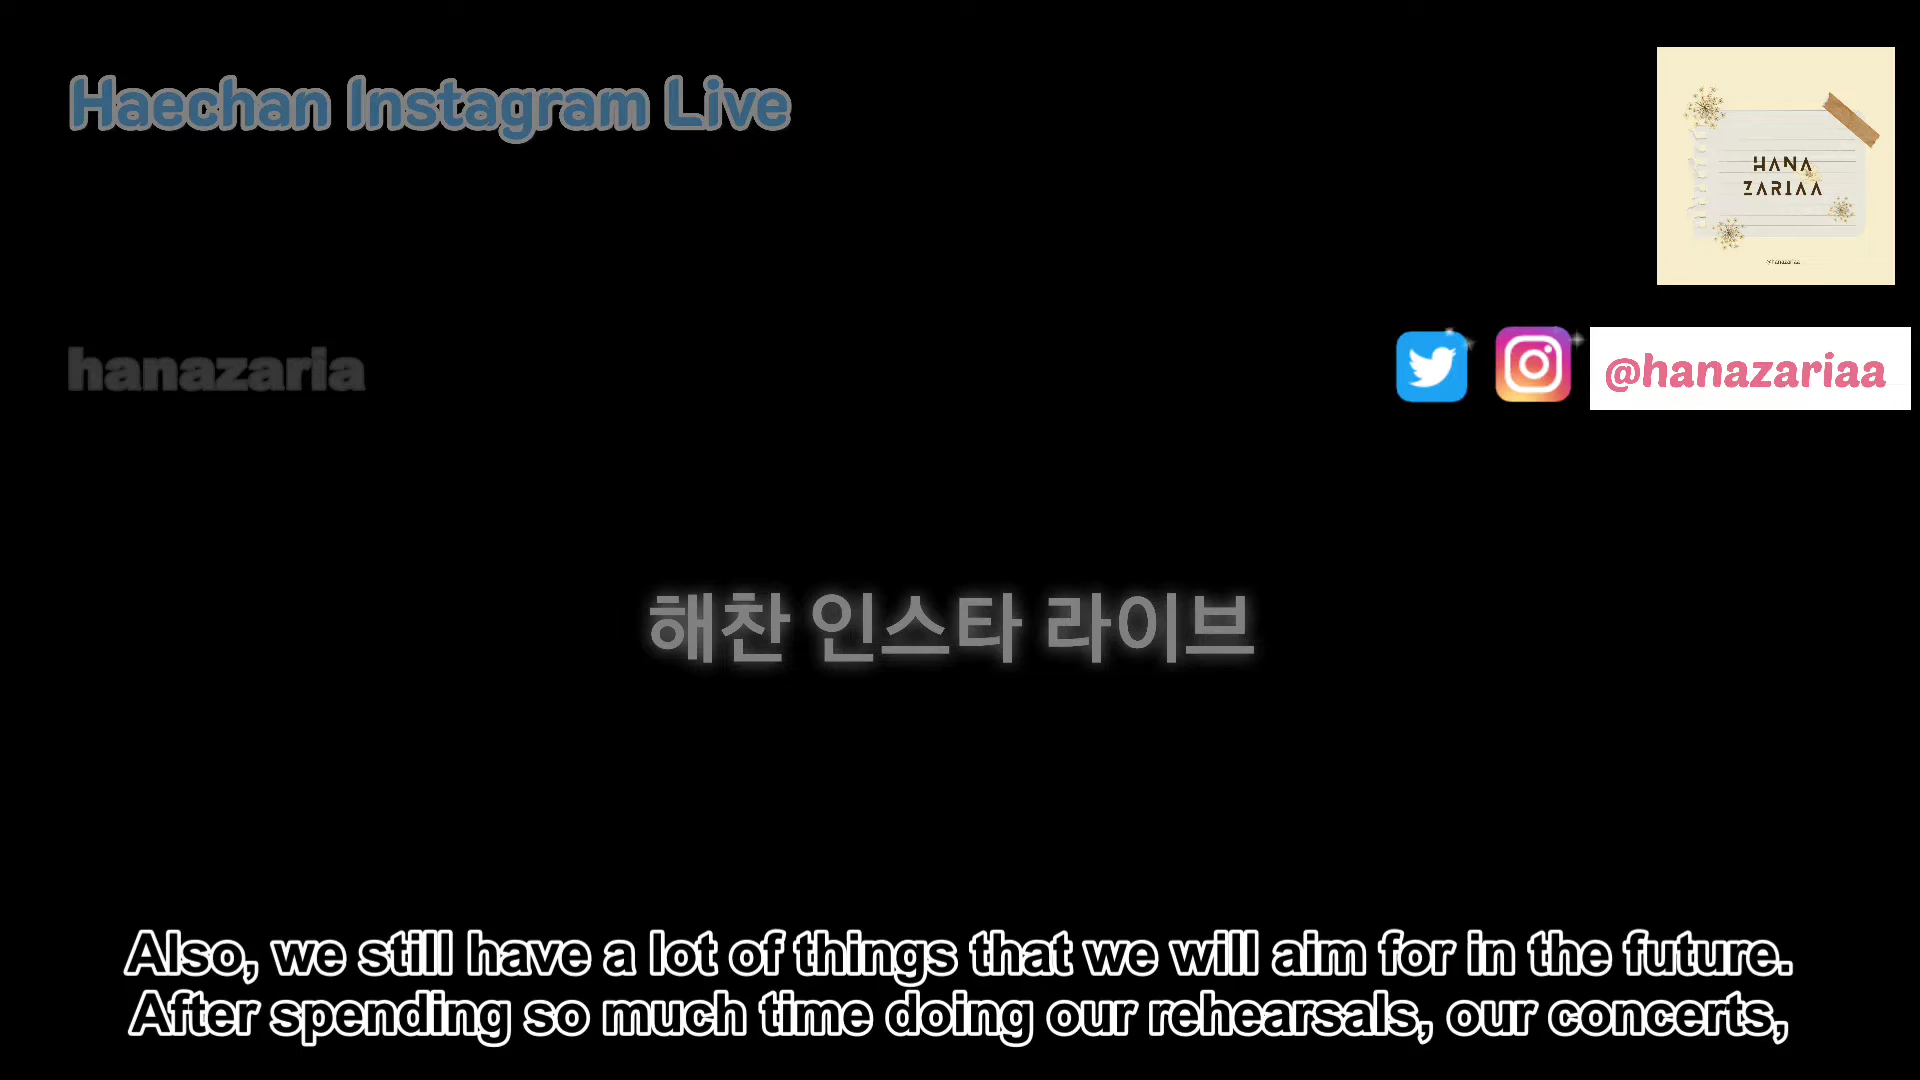 Haechan Instagram Live
HANA
ZARIAA
@hanazariaa
hanazaria
@hanazariaa
해찬 인스타 라이브
Also, we still have a lot of things that we will aim for in the future.
After spending so much time doing our rehearsals, our concerts,